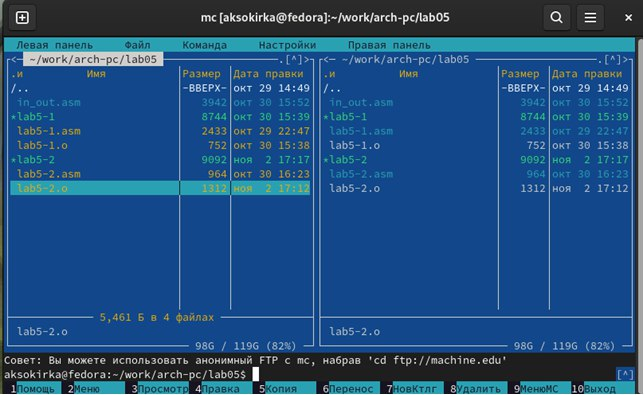 mc [aksokirka@fedora]:~/work/arch-pc/lab05
Левая панель Файл Команда Настройки Правая панель
<— ~/work/arch-pc/lab05 .[^]> <— ~/work/arch-pc/lab05 .[^]>
.и Имя Размер Дата правки .и Имя Размер Дата правки
/.. -ВВЕРХ- окт 29 14:49 /.. -ВВЕРХ- окт 29 14:49
in_out.asm 3942 окт 30 15:52 in_out.asm 3942 окт 30 15:52
*lab5-1 8744 окт 30 15:39 *lab5-1 8744 окт 30 15:39
lab5-1.asm 2433 окт 29 22:47 lab5-1.asm 2433 окт 29 22:47
lab5-1.o 752 окт 30 15:38 lab5-1.o 752 окт 30 15:38
*lab5-2 9092 ноя 2 17:17 *lab5-2 9092 ноя 2 17:17
lab5-2.asm 964 окт 30 16:23 lab5-2.asm 964 окт 30 16:23
lab5-2.o 1312 ноя 2 17:12 lab5-2.o 1312 ноя 2 17:12
5,461 Б в 4 файлах
lab5-2.o lab5-2.o
98G / 119G (82%) 98G / 119G (82%)
Совет: Вы можете использовать анонимный FTP с mc, набрав 'cd ftp://machine.edu'
aksokirka@fedora:~/work/arch-pc/lab05$ [^]
1Помощь 2Меню 3Просмотр 4Правка 5Копия 6Перенос 7НовКтлг 8Удалить 9МенюМС 10Выход